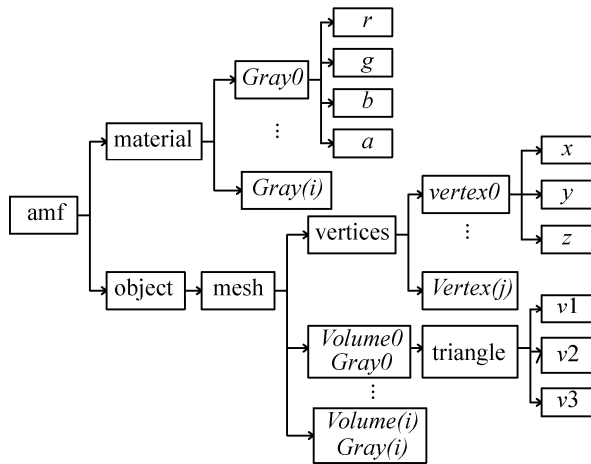 r
Gray0
g
⋮
b
material
a
Gray(i)
x
vertex0
y
amf
vertices
⋮
z
object
mesh
Vertex(j)
v1
Volume0
Gray0
triangle
v2
⋮
v3
Volume(i)
Gray(i)